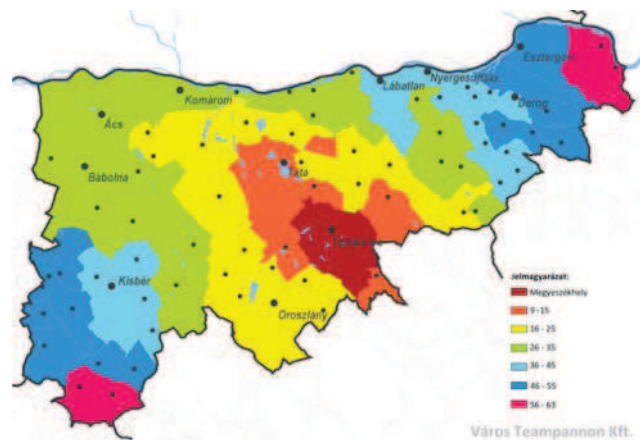 Esztergom
Nyergesújfalu
Lábatlan
Dorog
Komárom
Ács
Bábolna
Tata
Kisbér
Oroszlány
Jelmagyarázat:
Megyeszékhely
9 - 15
16 - 25
26 - 35
36 - 45
46 - 55
56 - 63
Város Teampannon Kft.